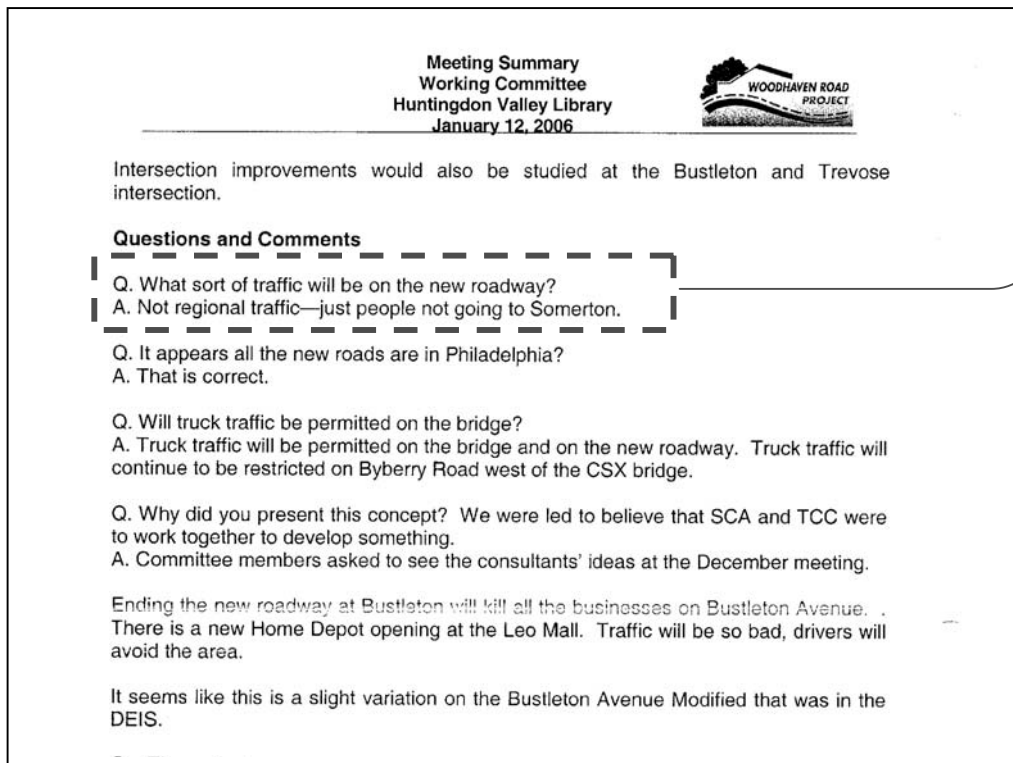 Meeting Summary
Working Committee
Huntingdon Valley Library
January 12, 2006
WOODHAVEN ROAD
PROJECT
Intersection improvements would also be studied at the Bustleton and Trevose
intersection.
Questions and Comments
Q. What sort of traffic will be on the new roadway?
A. Not regional traffic—just people not going to Somerton.
Q. It appears all the new roads are in Philadelphia?
A. That is correct.
Q. Will truck traffic be permitted on the bridge?
A. Truck traffic will be permitted on the bridge and on the new roadway. Truck traffic will
continue to be restricted on Byberry Road west of the CSX bridge.
Q. Why did you present this concept? We were led to believe that SCA and TCC were
to work together to develop something.
A. Committee members asked to see the consultants' ideas at the December meeting.
Ending the new roadway at Bustleton will kill all the businesses on Bustleton Avenue. .
There is a new Home Depot opening at the Leo Mall. Traffic will be so bad, drivers will
avoid the area.
It seems like this is a slight variation on the Bustleton Avenue Modified that was in the
DEIS.